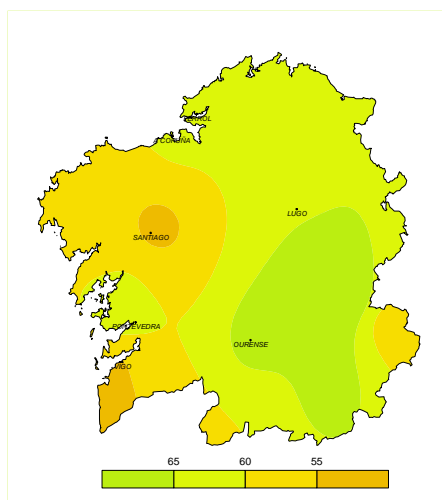 FERROL
A CORUÑA
LUGO
SANTIAGO
PONTEVEDRA
OURENSE
VIGO
65 60 55